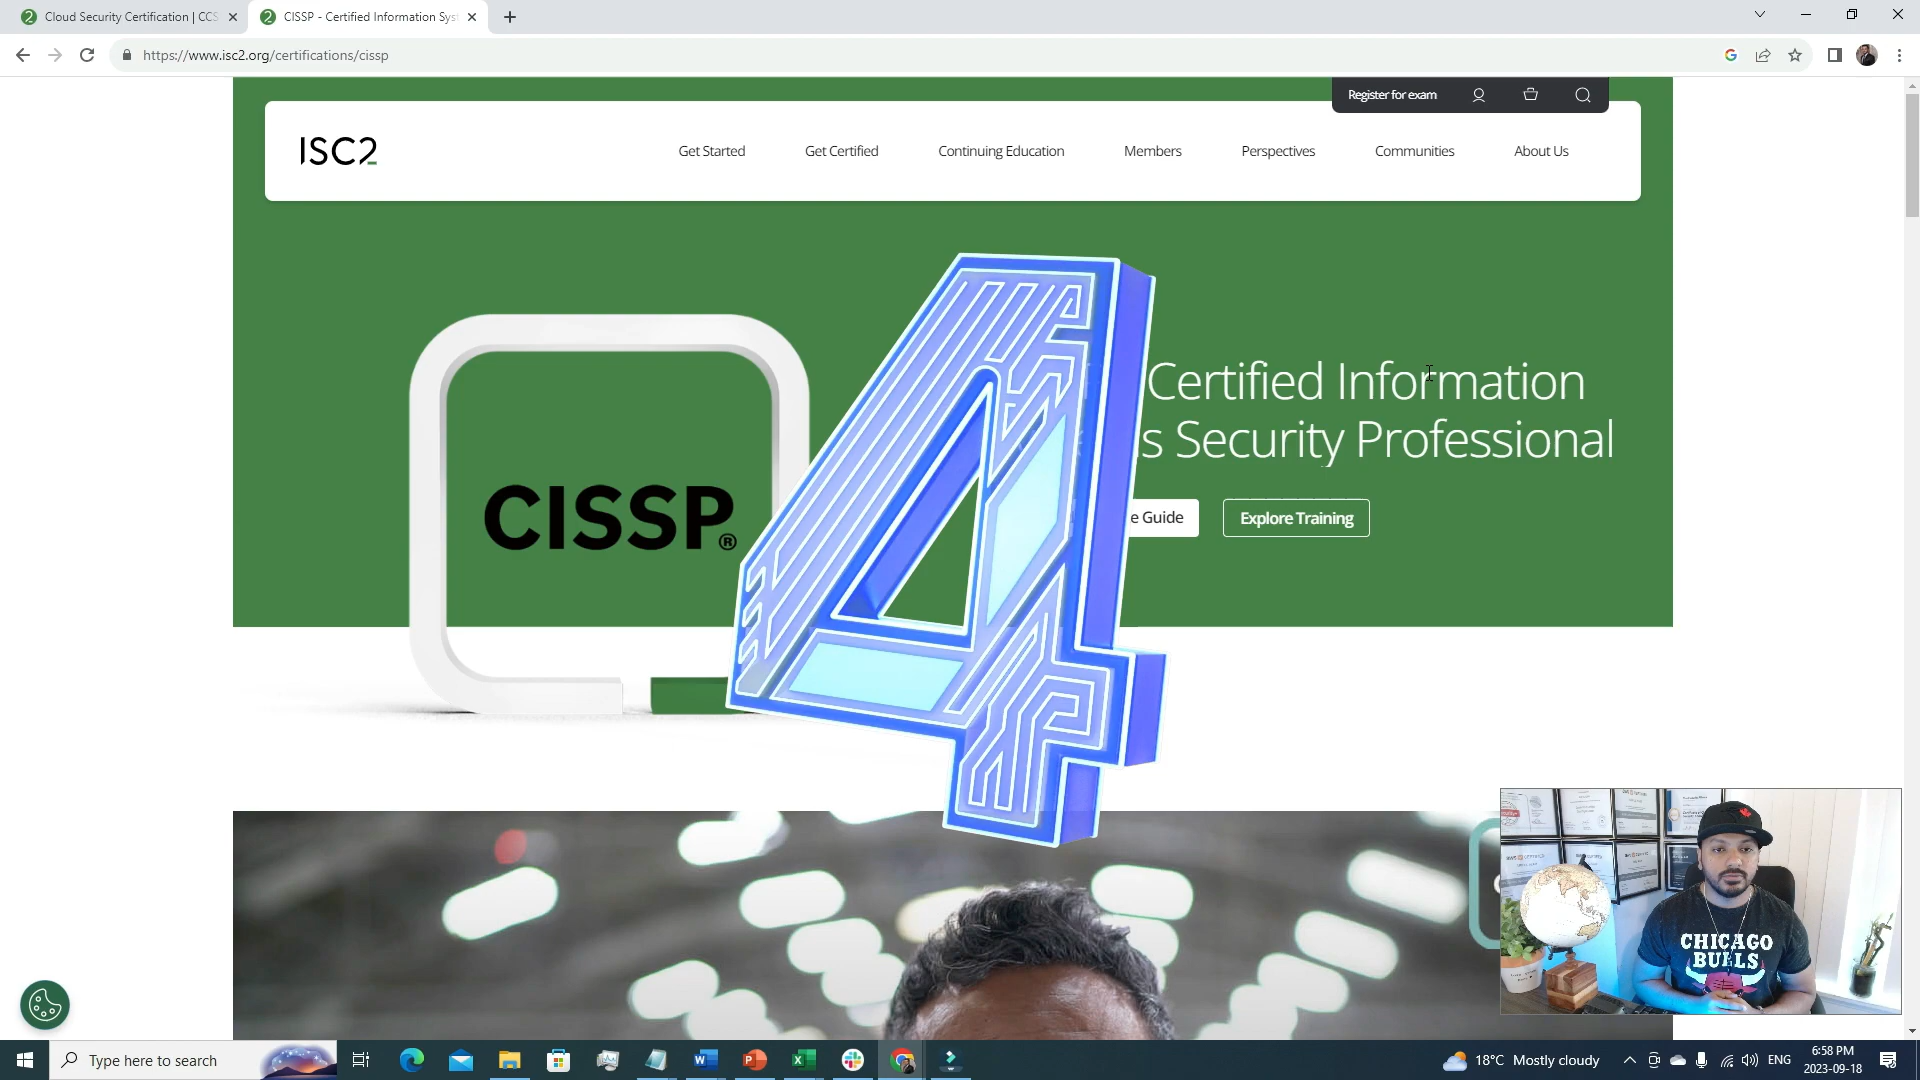 Cloud Security Certification | CCS
CISSP - Certified Information Syst
https://www.isc2.org/certifications/cissp
Register for exam
ISC2
Get Started
Get Certified
Continuing Education
Members
Perspectives
Communities
About Us
4
CISSP®
Certified Information
s Security Professional
e Guide
Explore Training
CHICAGO
BULLS
Type here to search
18°C Mostly cloudy
ENG
6:58 PM
2023-09-18